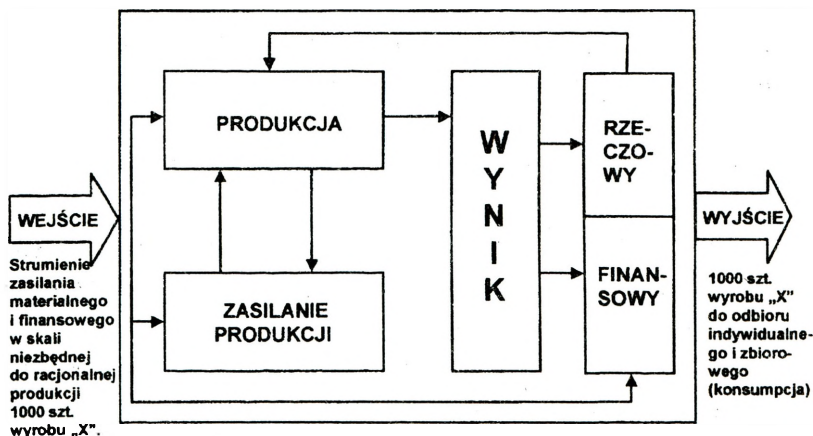 WEJŚCIE
Strumienie
zasilania
materialnego
i finansowego
w skali
niezbędnej
do racjonalnej
produkcji
1000 szt.
wyrobu „X”.
PRODUKCJA
ZASILANIE
PRODUKCJI
WYNIK
RZE-
CZO-
WY
FINAN-
SOWY
WYJŚCIE
1000 szt.
wyrobu „X”
do odbioru
indywidualne-
go i zbioro-
wego
(konsumpcja)